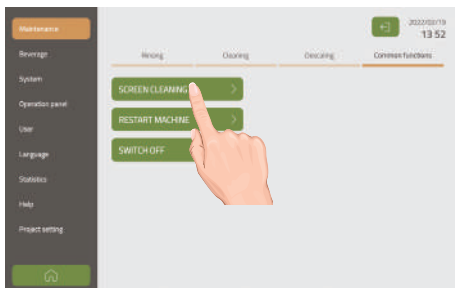 Maintenance
2022/02/19
13 52
Beverage
Rinsing
Cleaning
Descaling
Common functions
System
Operation panel
User
Language
Statistics
Help
Project setting
SCREEN CLEANING
RESTART MACHINE
SWITCH OFF